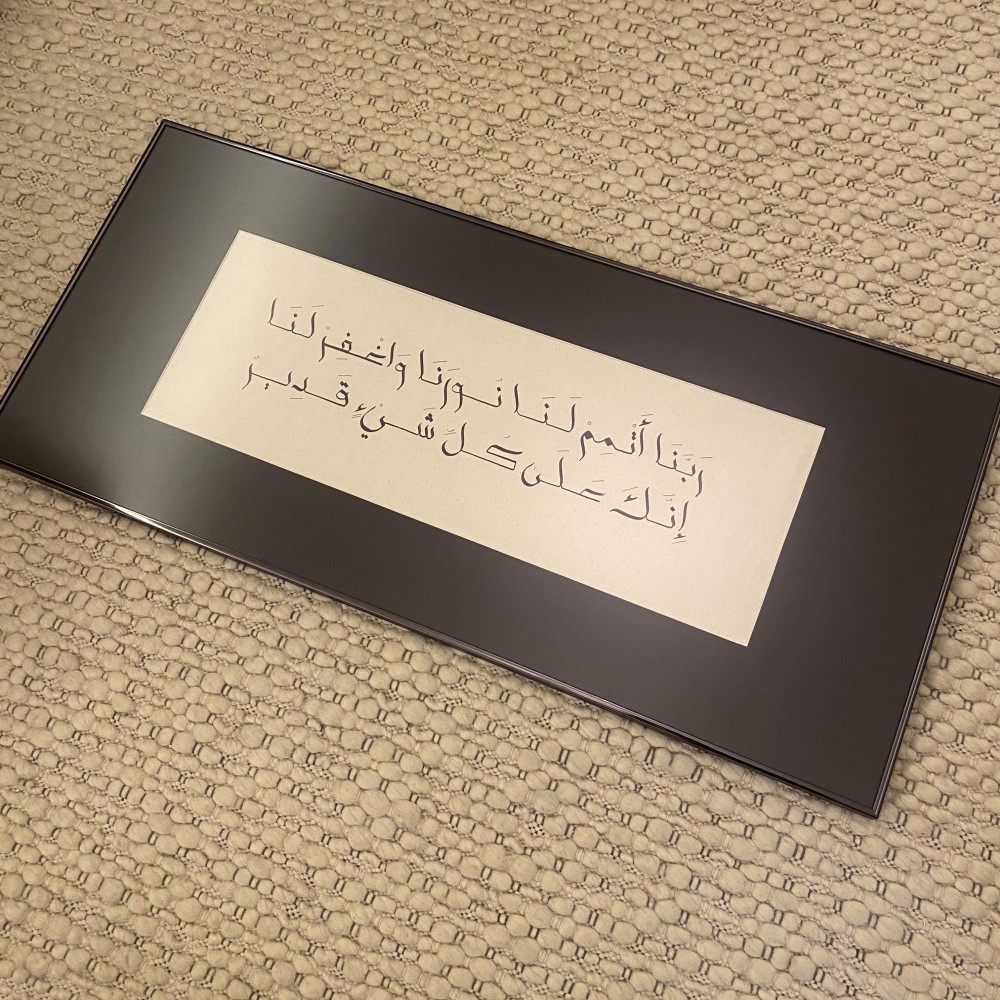 رَبَّنَا أَتْمِمْ لَنَا نُورَنَا وَاغْفِرْ لَنَا
إِنَّكَ عَلَى كُلِّ شَيْءٍ قَدِيرٌ